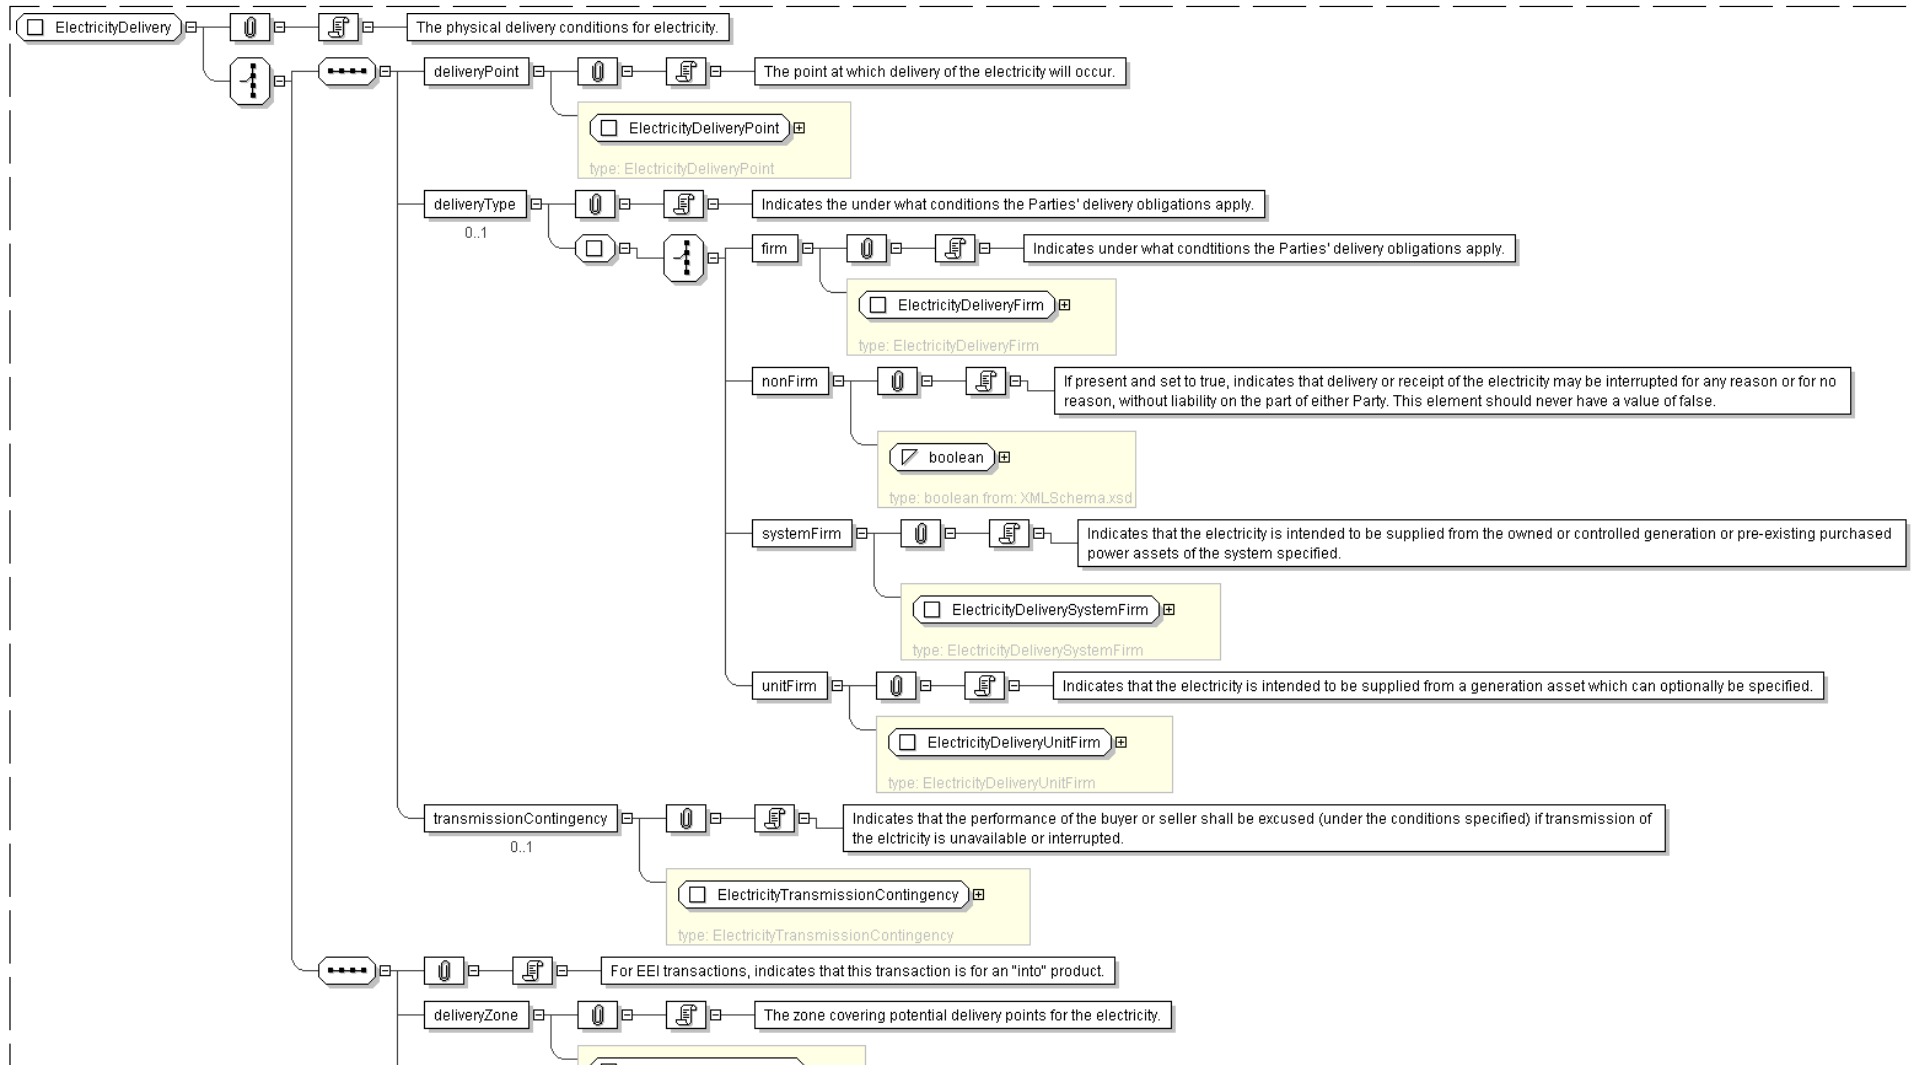 ElectricityDelivery
The physical delivery conditions for electricity.
deliveryPoint
The point at which delivery of the electricity will occur.
ElectricityDeliveryPoint
type: ElectricityDeliveryPoint
deliveryType
Indicates the under what conditions the Parties' delivery obligations apply.
0..1
firm
Indicates under what condtitions the Parties' delivery obligations apply.
ElectricityDeliveryFirm
type: ElectricityDeliveryFirm
nonFirm
If present and set to true, indicates that delivery or receipt of the electricity may be interrupted for any reason or for no
reason, without liability on the part of either Party. This element should never have a value of false.
boolean
type: boolean from: XMLSchema.xsd
systemFirm
Indicates that the electricity is intended to be supplied from the owned or controlled generation or pre-existing purchased
power assets of the system specified.
ElectricityDeliverySystemFirm
type: ElectricityDeliverySystemFirm
unitFirm
Indicates that the electricity is intended to be supplied from a generation asset which can optionally be specified.
ElectricityDeliveryUnitFirm
type: ElectricityDeliveryUnitFirm
transmissionContingency
Indicates that the performance of the buyer or seller shall be excused (under the conditions specified) if transmission of
the elctricity is unavailable or interrupted.
0..1
ElectricityTransmissionContingency
type: ElectricityTransmissionContingency
For EEI transactions, indicates that this transaction is for an "into" product.
deliveryZone
The zone covering potential delivery points for the electricity.